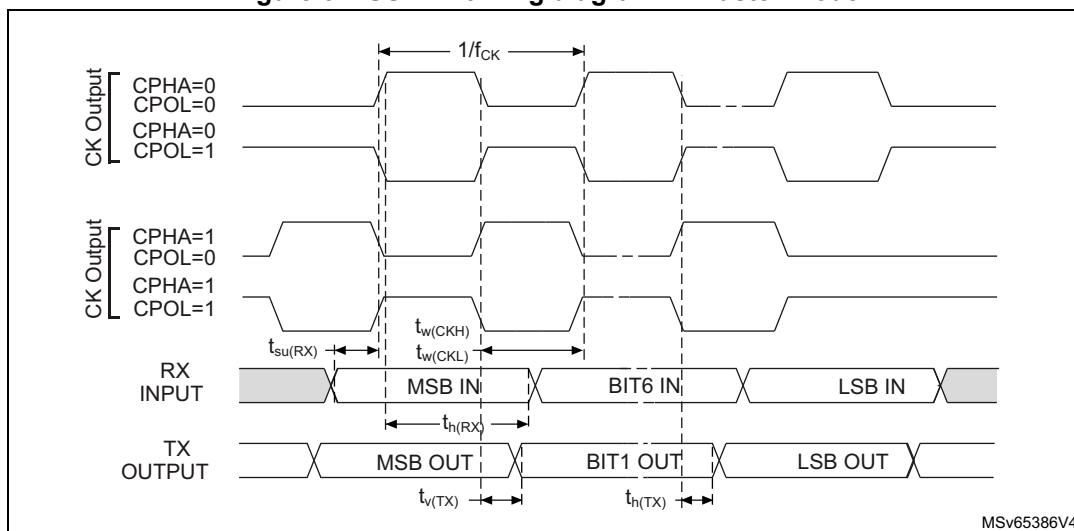 1/fCK
CK Output
CPHA=0
CPOL=0
CPHA=0
CPOL=1
CK Output
CPHA=1
CPOL=0
CPHA=1
CPOL=1
tw(CKH)
tw(CKL)
tsu(RX)
RX
INPUT
MSB IN
BIT6 IN
LSB IN
th(RX)
TX
OUTPUT
MSB OUT
BIT1 OUT
LSB OUT
tv(TX)
th(TX)
MSv65386V4